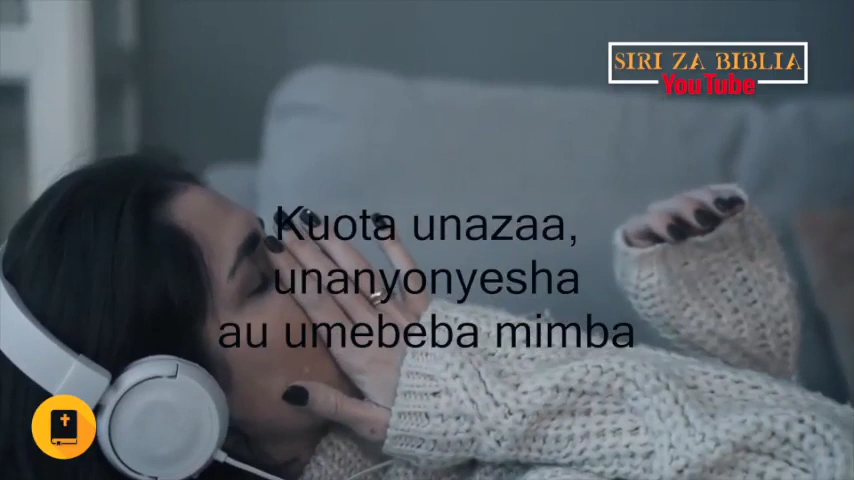 SIRI ZA BIBLIA
YouTube
Kuota unazaa,
unanyonyesha
au umebeba mimba